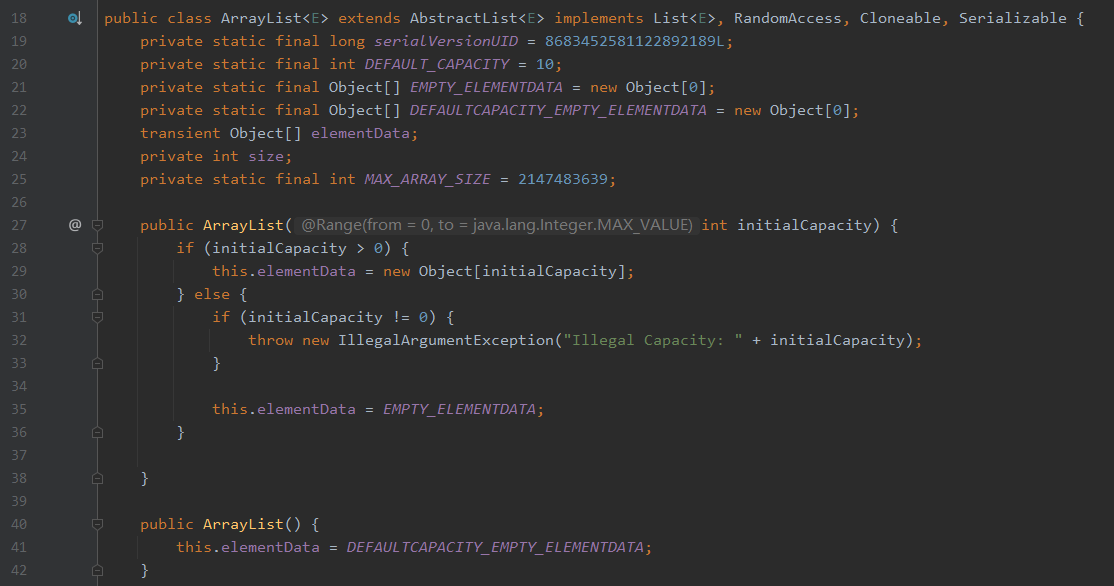 18 public class ArrayList<E> extends AbstractList<E> implements List<E>, RandomAccess, Cloneable, Serializable {
19     private static final long serialVersionUID = 8683452581122892189L;
20     private static final int DEFAULT_CAPACITY = 10;
21     private static final Object[] EMPTY_ELEMENTDATA = new Object[0];
22     private static final Object[] DEFAULTCAPACITY_EMPTY_ELEMENTDATA = new Object[0];
23     transient Object[] elementData;
24     private int size;
25     private static final int MAX_ARRAY_SIZE = 2147483639;
26
27 @     public ArrayList( @Range(from = 0, to = java.lang.Integer.MAX_VALUE) int initialCapacity) {
28         if (initialCapacity > 0) {
29             this.elementData = new Object[initialCapacity];
30         } else {
31             if (initialCapacity != 0) {
32                 throw new IllegalArgumentException("Illegal Capacity: " + initialCapacity);
33             }
34
35             this.elementData = EMPTY_ELEMENTDATA;
36         }
37
38     }
39
40     public ArrayList() {
41         this.elementData = DEFAULTCAPACITY_EMPTY_ELEMENTDATA;
42     }